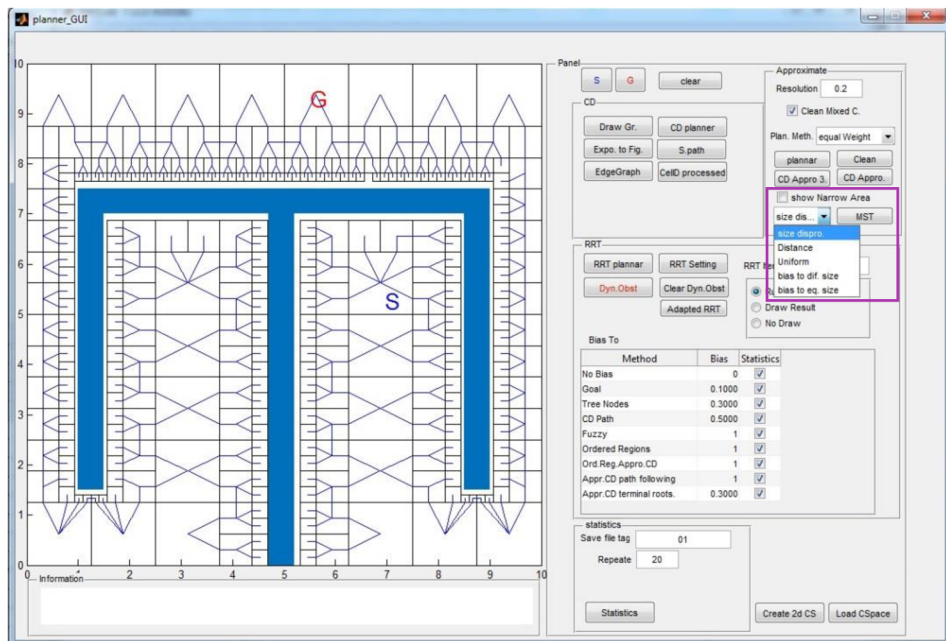 planner_GUI
10
9
8
7
6
5
4
3
2
1
0
0 2 3 4 5 6 7 8 9 10
G
S
Information
Panel
S G clear
CD
Draw Gr. CD planner
Expo. to Fig. S.path
EdgeGraph CellD processed
Approximate
Resolution 0.2
Clean Mixed C.
Plan. Meth. equal Weight
plannar Clean
CD Appro 3. CD Appro.
show Narrow Area
size dis... MST
size dispro.
Distance
Uniform
bias to dif. size
bias to eq. size
RRT
RRT plannar RRT Setting RRT
Dyn.Obst Clear Dyn.Obst
Adapted RRT
Draw Result
No Draw
Bias To
Method Bias Statistics
No Bias 0
Goal 0.1000
Tree Nodes 0.3000
CD Path 0.5000
Fuzzy 1
Ordered Regions 1
Ord.Reg.Appro.CD 1
Appr.CD path following 1
Appr.CD terminal roots. 0.3000
statistics
Save file tag 01
Repeate 20
Statistics
Create 2d CS Load CSpace